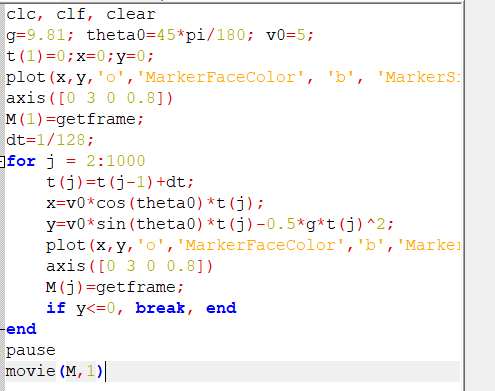 clc, clf, clear
g=9.81; theta0=45*pi/180; v0=5;
t(1)=0;x=0;y=0;
plot(x,y,'o','MarkerFaceColor', 'b', 'MarkerSi
axis([0 3 0 0.8])
M(1)=getframe;
dt=1/128;
for j = 2:1000
    t(j)=t(j-1)+dt;
    x=v0*cos(theta0)*t(j);
    y=v0*sin(theta0)*t(j)-0.5*g*t(j)^2;
    plot(x,y,'o','MarkerFaceColor','b','Marker
    axis([0 3 0 0.8])
    M(j)=getframe;
    if y<=0, break, end
end
pause
movie(M,1)